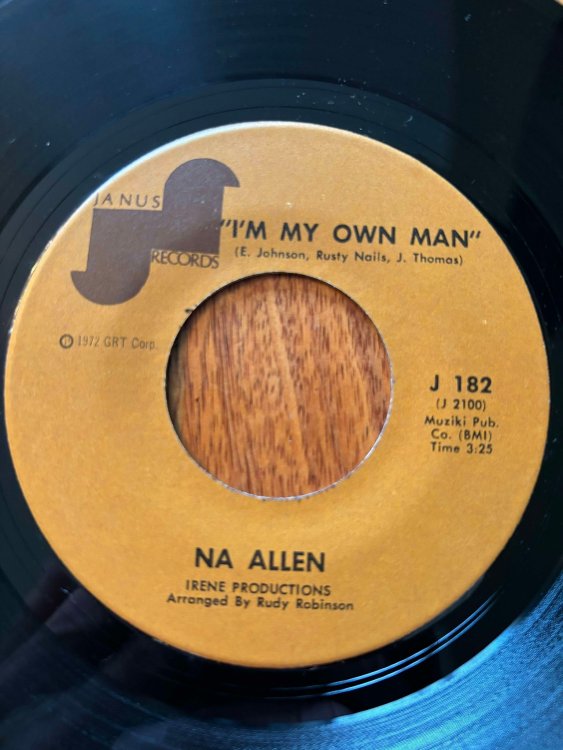 JANUS
RECORDS
"I'M MY OWN MAN"
(E. Johnson, Rusty Nails, J. Thomas)
℗ 1972 GRT Corp.
J 182
(J 2100)
Muziki Pub.
Co. (BMI)
Time 3:25
NA ALLEN
IRENE PRODUCTIONS
Arranged By Rudy Robinson